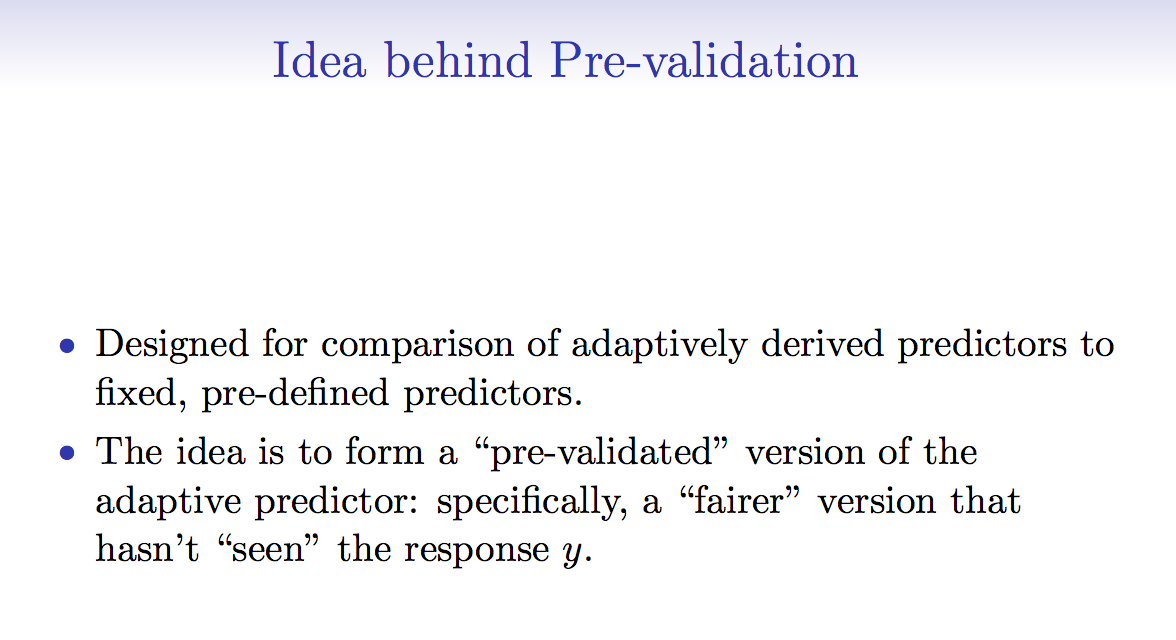 Idea behind Pre-validation
• Designed for comparison of adaptively derived predictors to
fixed, pre-defined predictors.
• The idea is to form a “pre-validated” version of the
adaptive predictor: specifically, a “fairer” version that
hasn’t “seen” the response y.